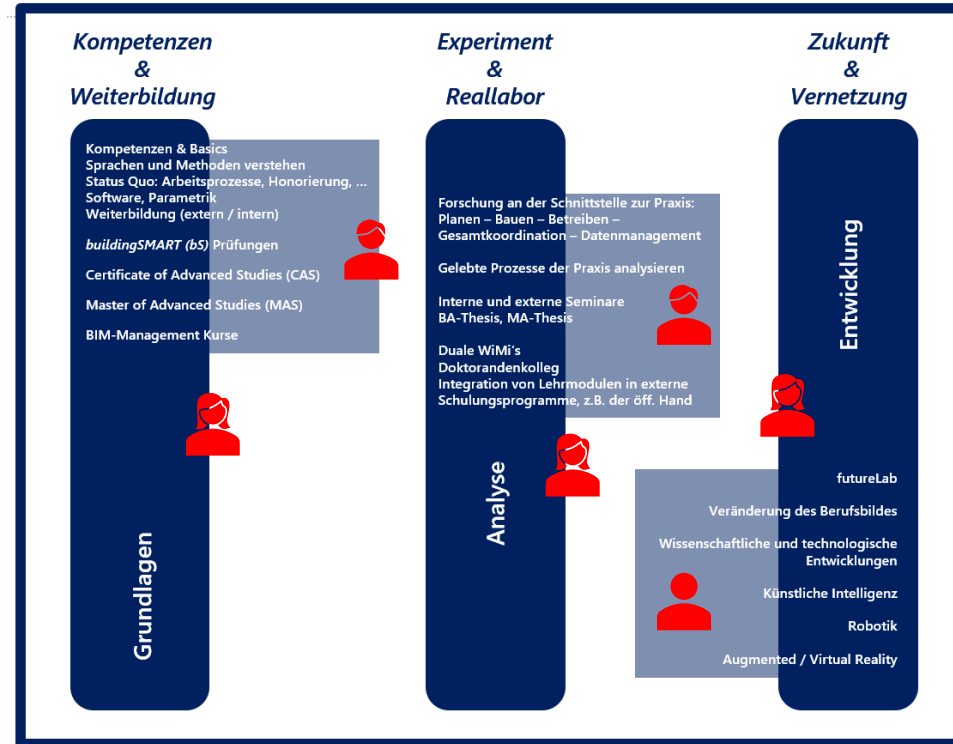 Kompetenzen
&
Weiterbildung
Kompetenzen & Basics
Sprachen und Methoden verstehen
Status Quo: Arbeitsprozesse, Honorierung, ...
Software, Parametrik
Weiterbildung (extern / intern)
buildingSMART (bS) Prüfungen
Certificate of Advanced Studies (CAS)
Master of Advanced Studies (MAS)
BIM-Management Kurse
Grundlagen
Experiment
&
Reallabor
Forschung an der Schnittstelle zur Praxis:
Planen – Bauen – Betreiben –
Gesamtkoordination – Datenmanagement
Gelebte Prozesse der Praxis analysieren
Interne und externe Seminare
BA-Thesis, MA-Thesis
Duale WiMi's
Doktorandenkolleg
Integration von Lehrmodulen in externe
Schulungsprogramme, z.B. der öff. Hand
Analyse
Zukunft
&
Vernetzung
Entwicklung
futureLab
Veränderung des Berufsbildes
Wissenschaftliche und technologische
Entwicklungen
Künstliche Intelligenz
Robotik
Augmented / Virtual Reality